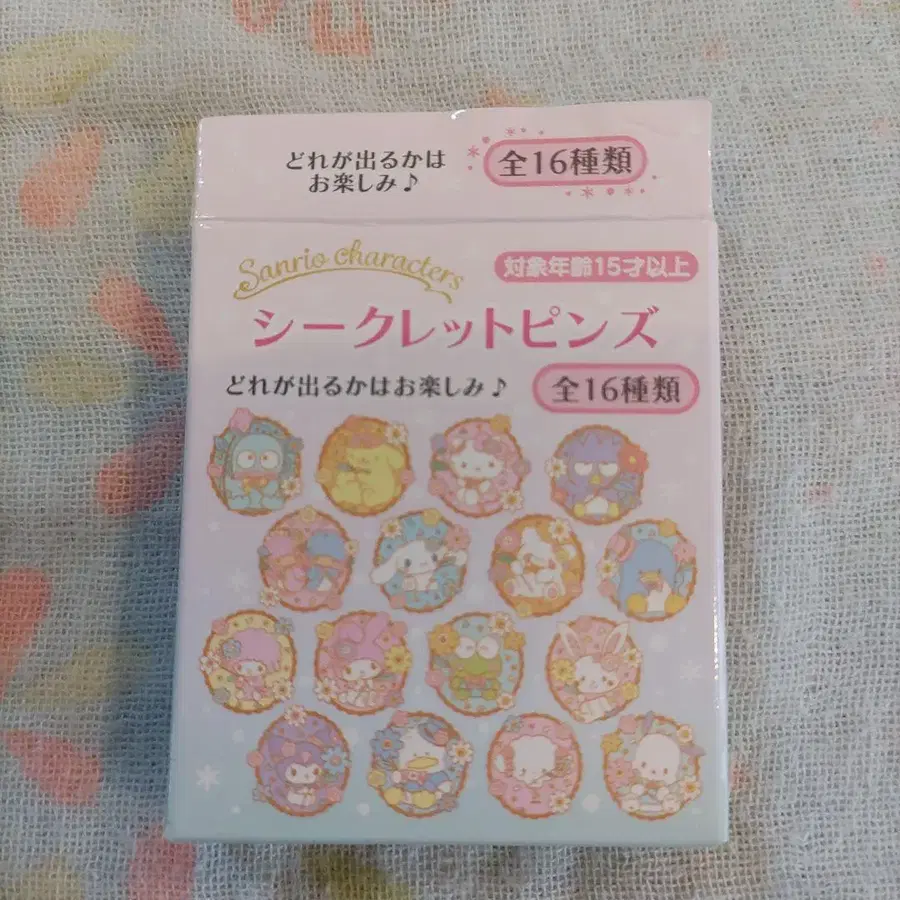 どれが出るかは
お楽しみ♪
全16種類
Sanrio characters
対象年齢15才以上
シークレットピンズ
どれが出るかはお楽しみ♪
全16種類